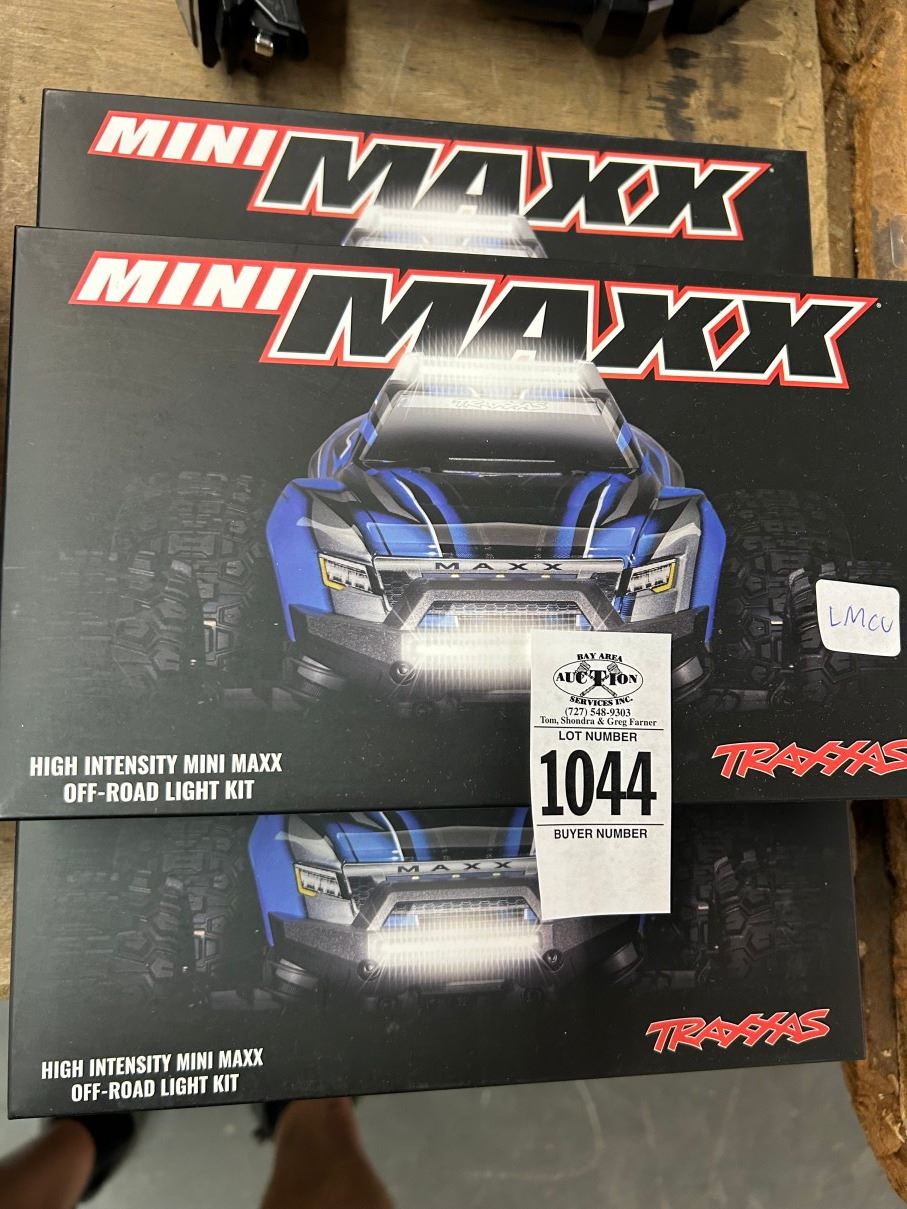 MINI MAXX
MINI MAXX
TRAXXAS
MAXX
LMCU
BAY AREA
AUCTION
SERVICES INC.
(727) 548-9303
Tom, Shondra & Greg Farner
LOT NUMBER
1044
BUYER NUMBER
HIGH INTENSITY MINI MAXX
OFF-ROAD LIGHT KIT
TRAXXAS
MAXX
TRAXXAS
HIGH INTENSITY MINI MAXX
OFF-ROAD LIGHT KIT